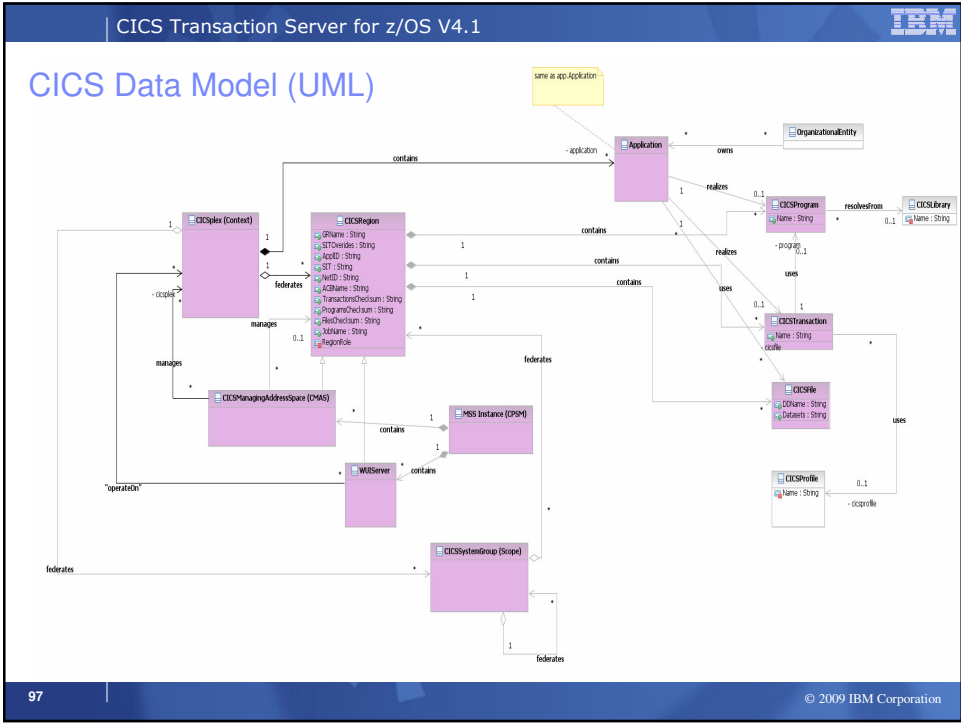 CICS Transaction Server for z/OS V4.1
IBM
CICS Data Model (UML)
same as app.Application
Application
- application
*
contains
*
*
owns
OrganizationalEntity
1
realizes
0..1
CICSProgram
Name : String
*
resolvesFrom
0..1
CICSLibrary
Name : String
1
CICSplex (Context)
1
1
federates
*
CICSRegion
GRName : String
SITOverides : String
ApplID : String
SIT : String
NetID : String
ACBName : String
TransactionsChecksum : String
ProgramsChecksum : String
FilesChecksum : String
JobName : String
RegionRole
1
contains
*
1
contains
1
contains
1
1
realizes
uses
- program
0..1
uses
1
0..1
*
CICSTransaction
Name : String
*
- cicsfile
*
*
CICSFile
DDName : String
Datasets : String
uses
CICSProfile
Name : String
0..1
- cicsprofile
*
- cicsplex
*
manages
0..1
*
manages
*
CICSManagingAddressSpace (CMAS)
*
contains
1
MSS Instance (CPSM)
1
*
contains
WUIServer
*
"operateOn"
*
federates
*
CICSSystemGroup (Scope)
federates
*
*
1
federates
97
© 2009 IBM Corporation